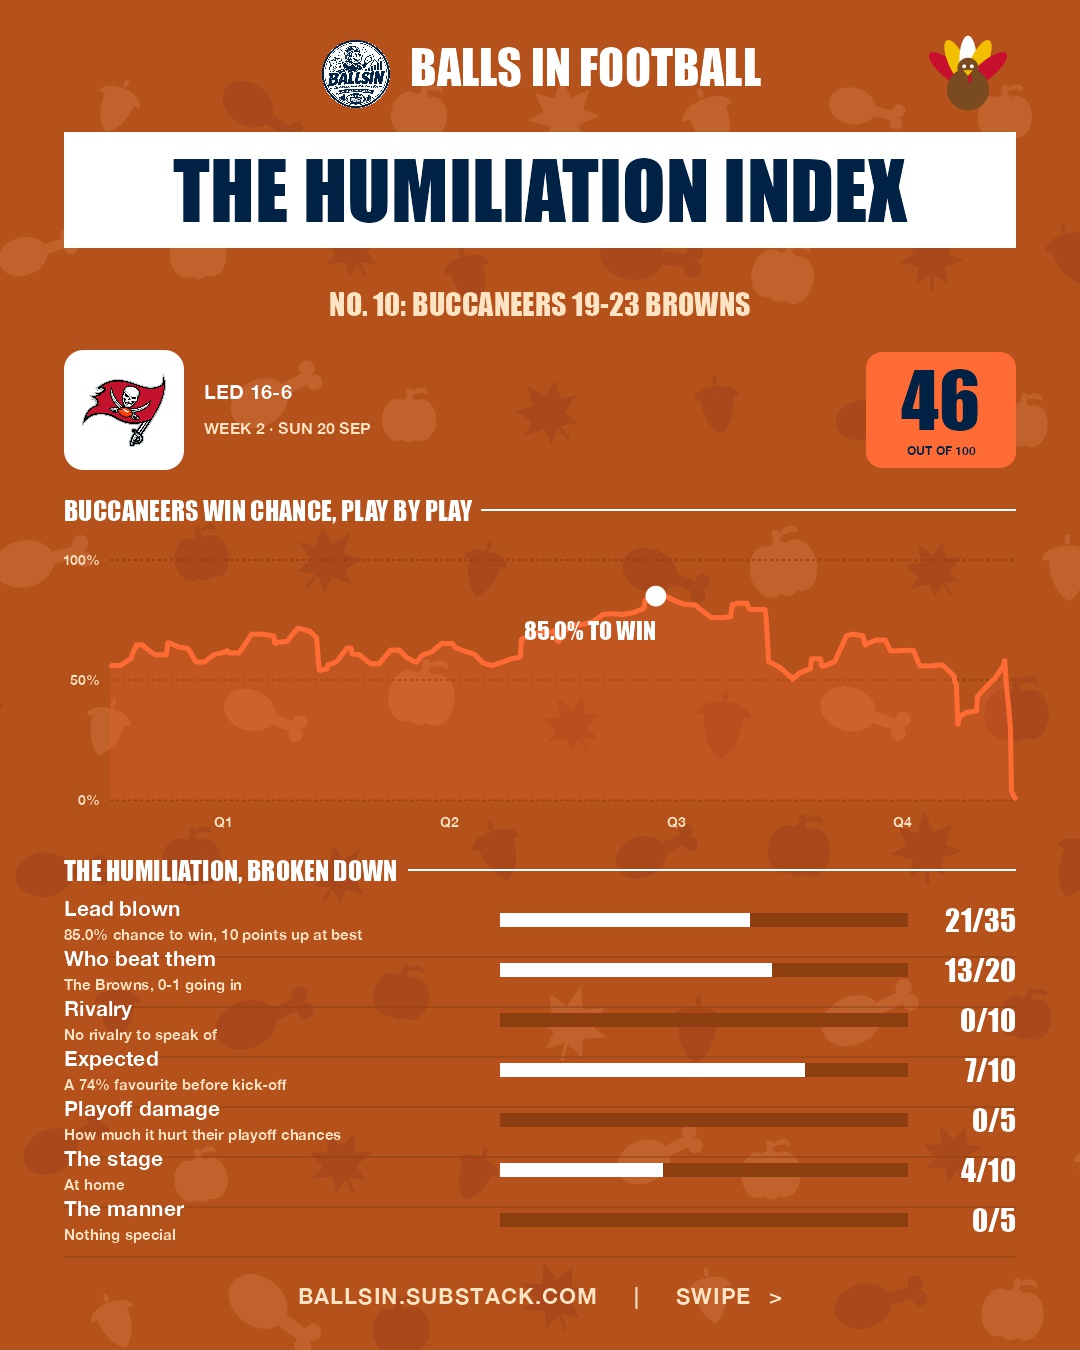 BALLSIN
BALLS IN FOOTBALL
THE HUMILIATION INDEX
NO. 10: BUCCANEERS 19-23 BROWNS
LED 16-6
WEEK 2 · SUN 20 SEP
46
OUT OF 100
BUCCANEERS WIN CHANCE, PLAY BY PLAY
100%
85.0% TO WIN
50%
0%
Q1 Q2 Q3 Q4
THE HUMILIATION, BROKEN DOWN
Lead blown
85.0% chance to win, 10 points up at best
21/35
Who beat them
The Browns, 0-1 going in
13/20
Rivalry
No rivalry to speak of
0/10
Expected
A 74% favourite before kick-off
7/10
Playoff damage
How much it hurt their playoff chances
0/5
The stage
At home
4/10
The manner
Nothing special
0/5
BALLSIN.SUBSTACK.COM | SWIPE >